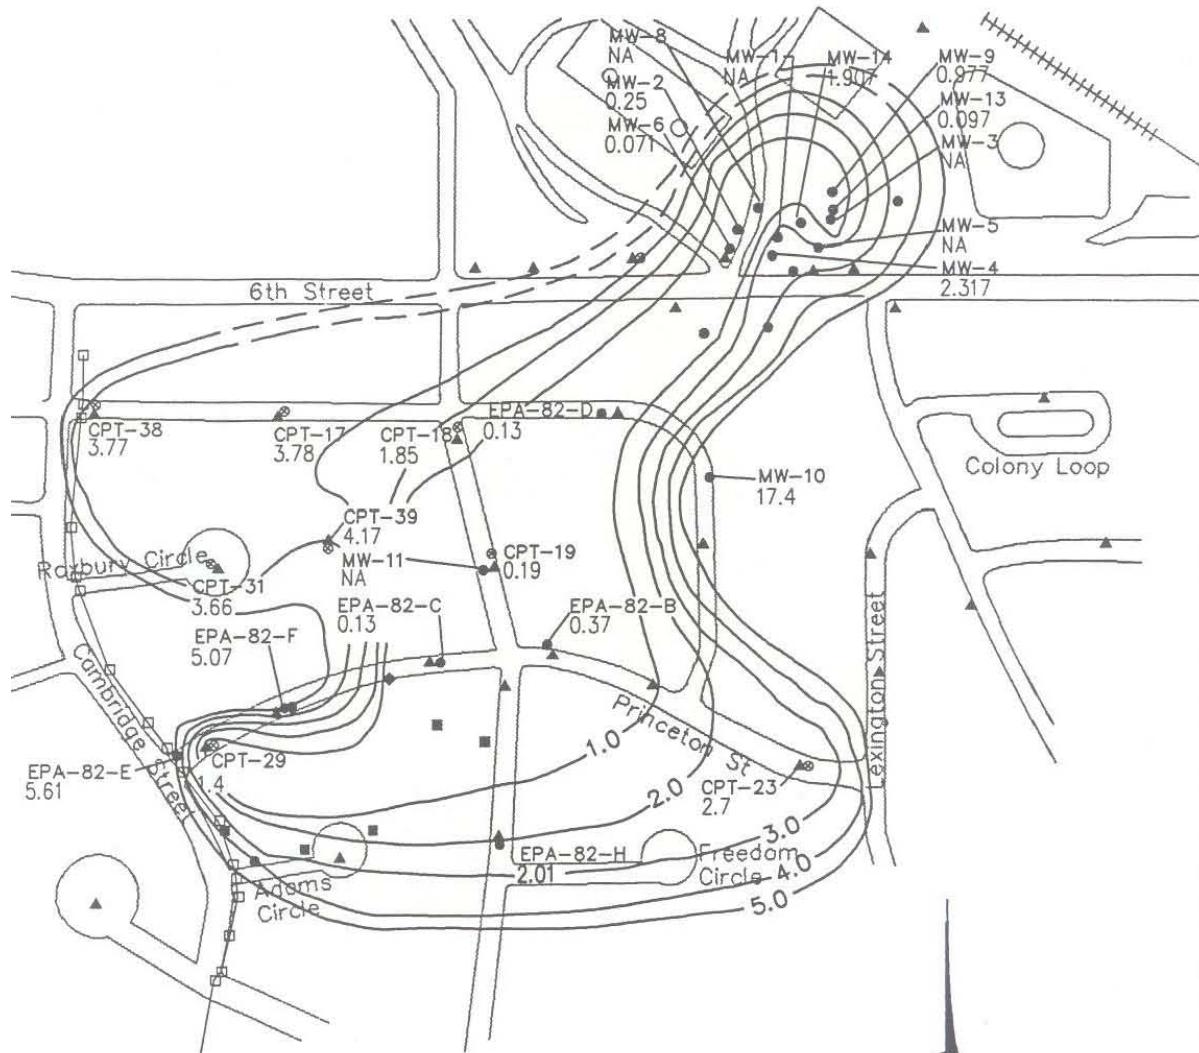 MW-8
NA
MW-1
NA
MW-14
1.907
MW-9
0.977
MW-2
0.25
MW-13
0.097
MW-6
0.071
MW-3
NA
MW-5
NA
MW-4
2.317
6th Street
CPT-38
3.77
CPT-17
3.78
CPT-18
1.85
EPA-82-D
0.13
Colony Loop
MW-10
17.4
CPT-39
4.17
MW-11
NA
CPT-19
0.19
Roxbury Circle
CPT-31
3.66
EPA-82-C
0.13
EPA-82-B
0.37
EPA-82-F
5.07
Cambridge Street
Princeton St
Lexington Street
1.0
2.0
3.0
4.0
5.0
EPA-82-E
5.61
CPT-29
1.4
CPT-23
2.7
EPA-82-H
2.01
Freedom
Circle
Adams
Circle